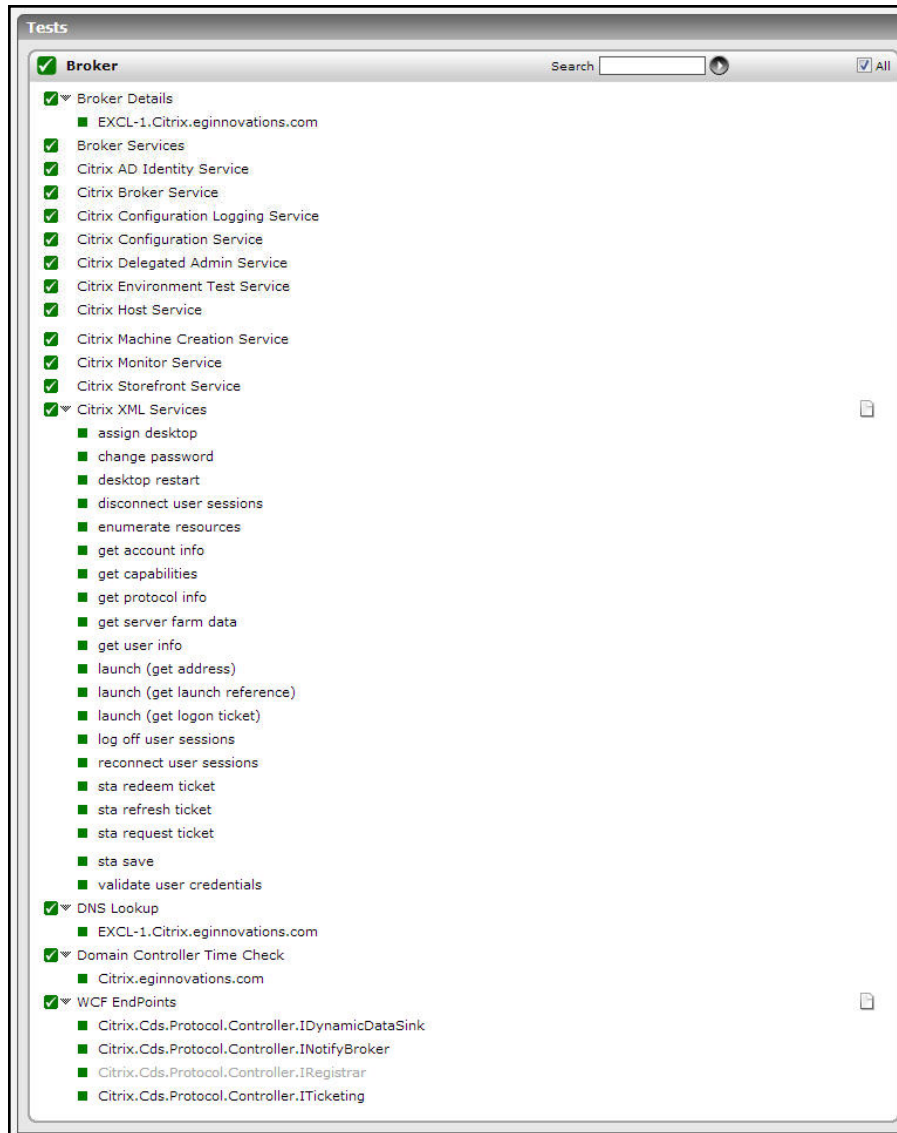 Tests
Broker Search All
Broker Details
EXCL-1.Citrix.eginnovations.com
Broker Services
Citrix AD Identity Service
Citrix Broker Service
Citrix Configuration Logging Service
Citrix Configuration Service
Citrix Delegated Admin Service
Citrix Environment Test Service
Citrix Host Service
Citrix Machine Creation Service
Citrix Monitor Service
Citrix Storefront Service
Citrix XML Services
assign desktop
change password
desktop restart
disconnect user sessions
enumerate resources
get account info
get capabilities
get protocol info
get server farm data
get user info
launch (get address)
launch (get launch reference)
launch (get logon ticket)
log off user sessions
reconnect user sessions
sta redeem ticket
sta refresh ticket
sta request ticket
sta save
validate user credentials
DNS Lookup
EXCL-1.Citrix.eginnovations.com
Domain Controller Time Check
Citrix.eginnovations.com
WCF EndPoints
Citrix.Cds.Protocol.Controller.IDynamicDataSink
Citrix.Cds.Protocol.Controller.INotifyBroker
Citrix.Cds.Protocol.Controller.IRegistrar
Citrix.Cds.Protocol.Controller.ITicketing